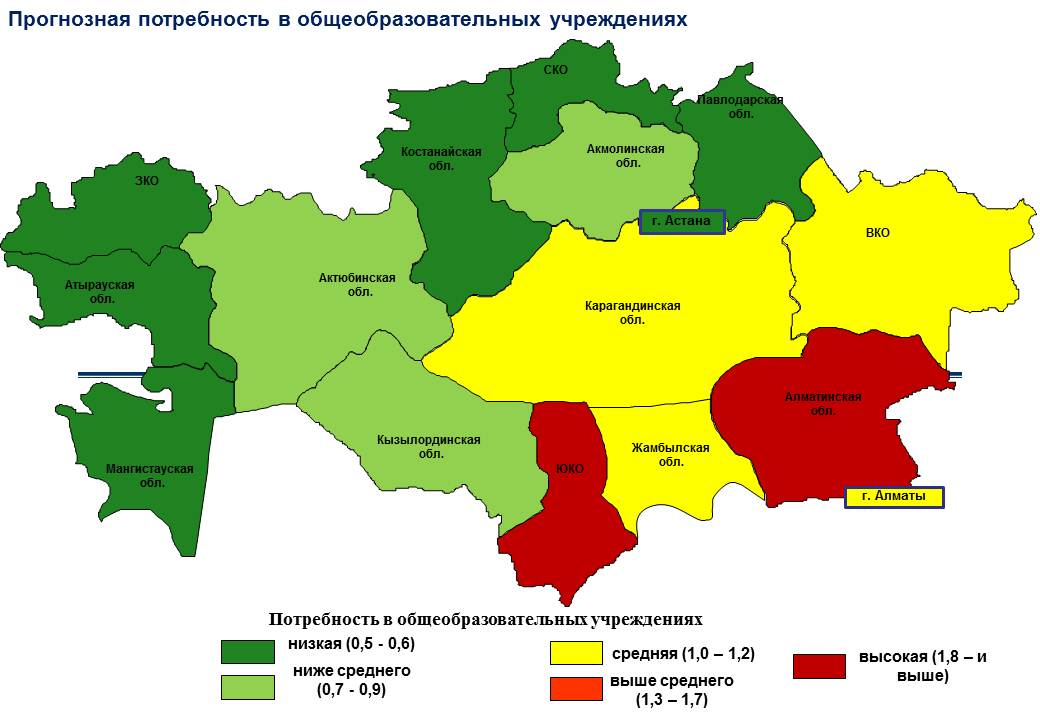 Прогнозная потребность в общеобразовательных учреждениях
СКО
Павлодарская
обл.
Костанайская
обл.
Акмолинская
обл.
ЗКО
г. Астана
ВКО
Атырауская
обл.
Актюбинская
обл.
Карагандинская
обл.
Алматинская
обл.
Кызылординская
обл.
Жамбылская
обл.
Мангистауская
обл.
ЮКО
г. Алматы
Потребность в общеобразовательных учреждениях
низкая (0,5 - 0,6)
ниже среднего
(0,7 - 0,9)
средняя (1,0 – 1,2)
выше среднего
(1,3 – 1,7)
высокая (1,8 – и
выше)